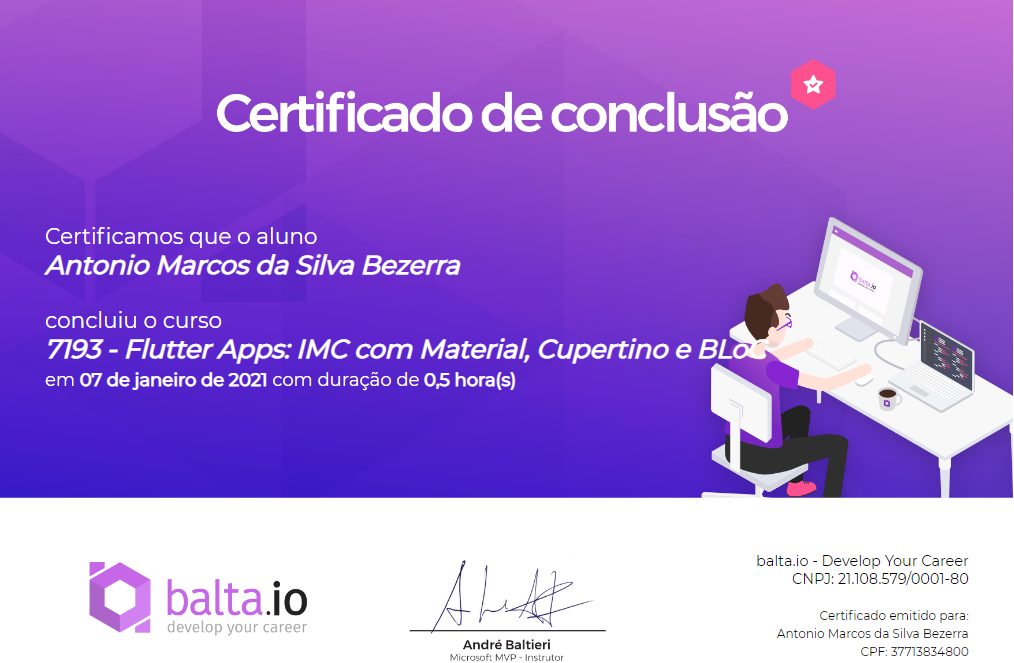 Certificado de conclusão
Certificamos que o aluno
Antonio Marcos da Silva Bezerra
concluiu o curso
7193 - Flutter Apps: IMC com Material, Cupertino e
em 07 de janeiro de 2021 com duração de 0,5 hora(s)
balta.io
balta.io
develop your career
André Baltieri
Microsoft MVP - Instrutor
balta.io - Develop Your Career
CNPJ: 21.108.579/0001-80
Certificado emitido para:
Antonio Marcos da Silva Bezerra
CPF: 37713834800